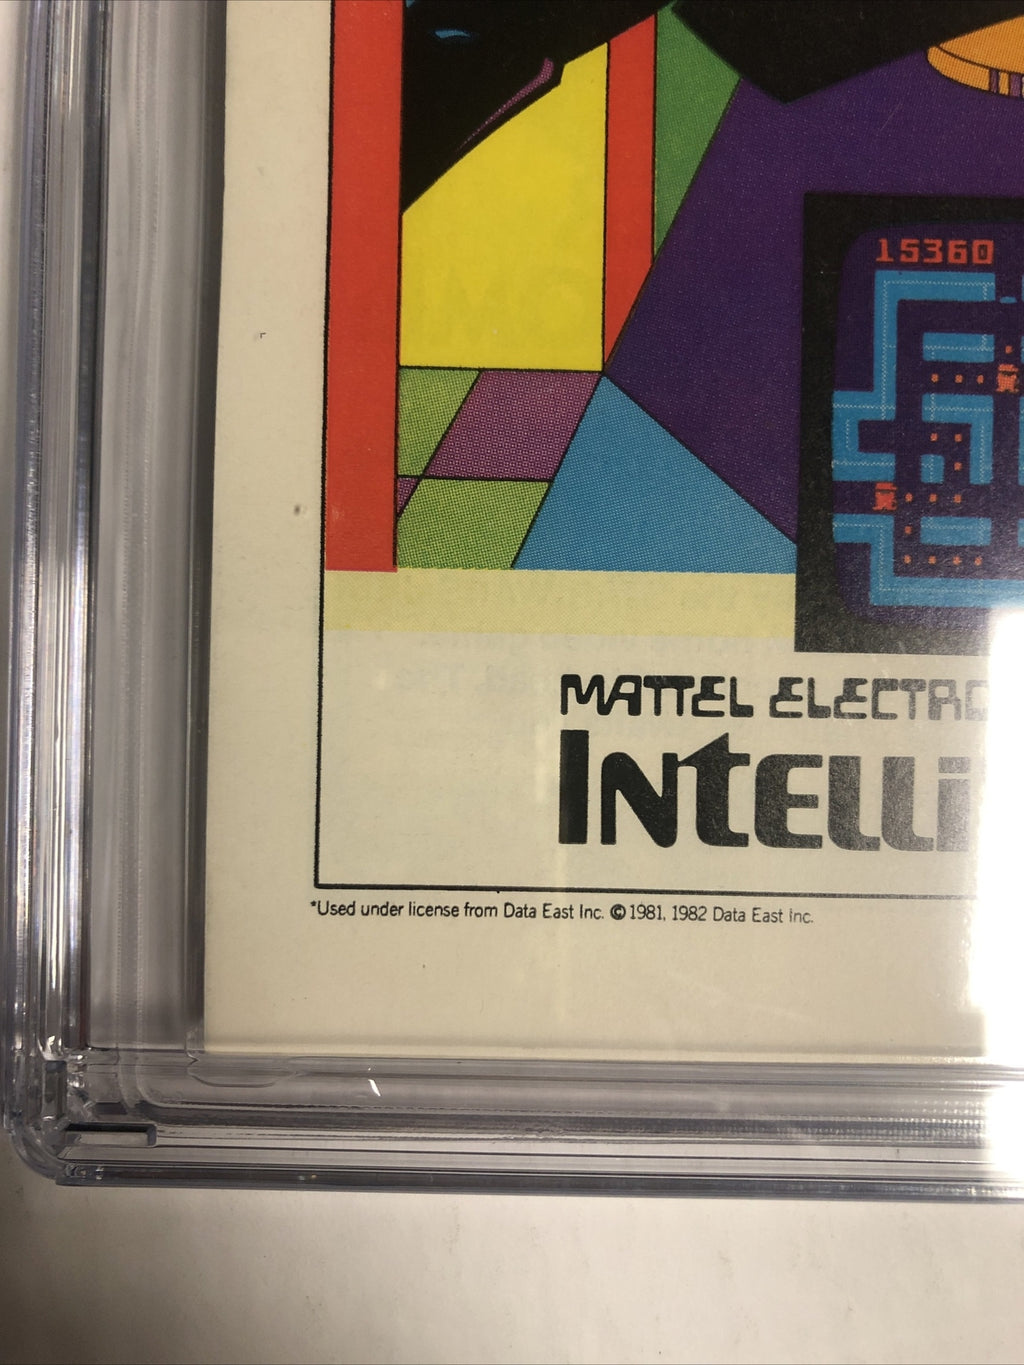 15360
MATTEL ELECTRO
INTELLI
*Used under license from Data East Inc. © 1981, 1982 Data East Inc.